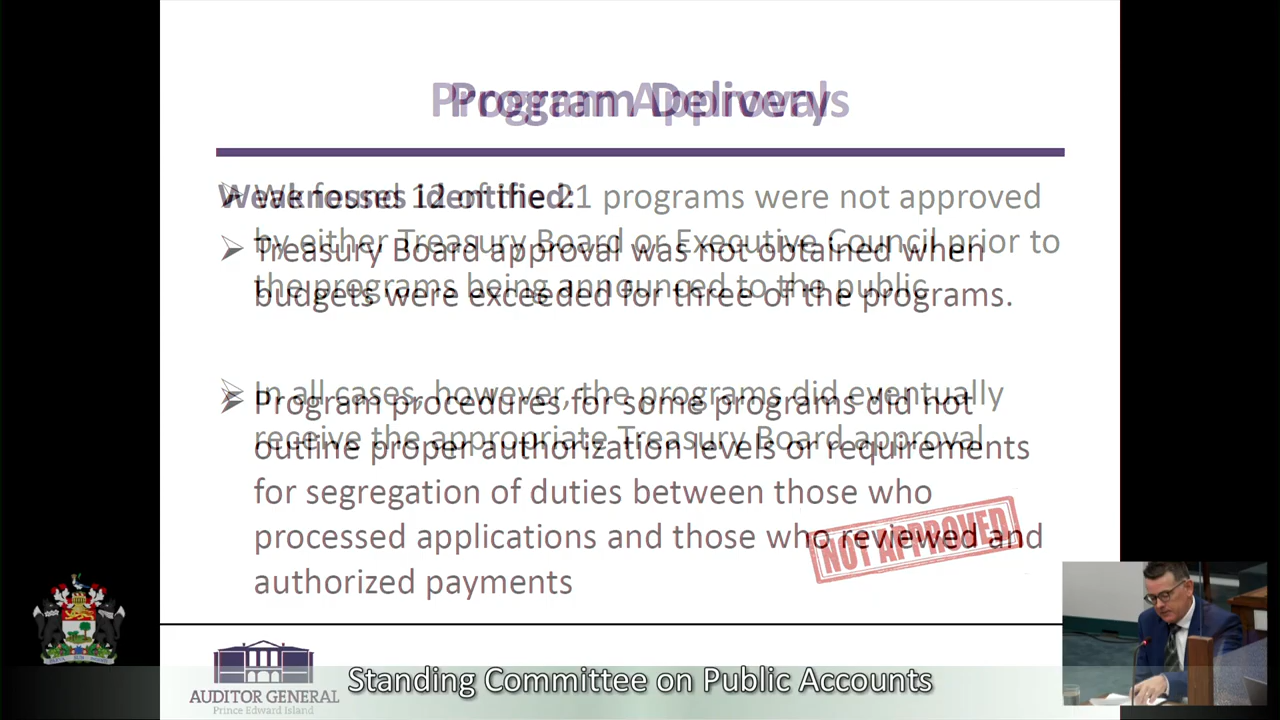 Program Approvals
Program Delivery
We found 12 of the 21 programs were not approved
by either Treasury Board or Executive Council prior to
the programs being announced to the public
In all cases, however, the programs did eventually
receive the appropriate Treasury Board approval
Weaknesses identified:
Treasury Board approval was not obtained when
budgets were exceeded for three of the programs.
Program procedures for some programs did not
outline proper authorization levels or requirements
for segregation of duties between those who
processed applications and those who reviewed and
authorized payments
NOT APPROVED
AUDITOR GENERAL
Prince Edward Island
Standing Committee on Public Accounts